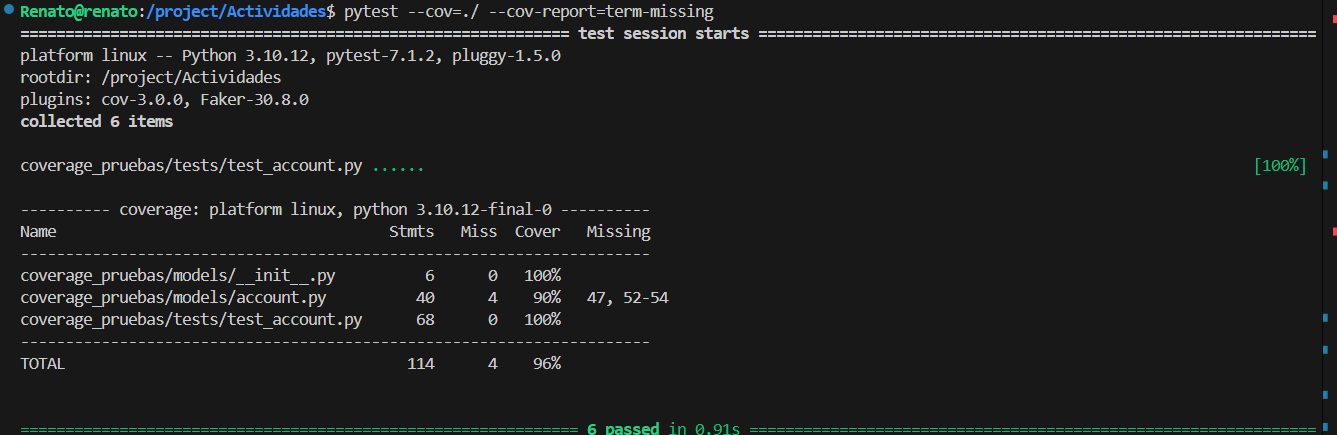 Renato@renato:/project/Actividades$ pytest --cov=./ --cov-report=term-missing
============================================================= test session starts ==============================================================
platform linux -- Python 3.10.12, pytest-7.1.2, pluggy-1.5.0
rootdir: /project/Actividades
plugins: cov-3.0.0, Faker-30.8.0
collected 6 items
coverage_pruebas/tests/test_account.py ...... [100%]
---------- coverage: platform linux, python 3.10.12-final-0 ----------
Name Stmts Miss Cover Missing
----------------------------------------------------------------------
coverage_pruebas/models/__init__.py 6 0 100%
coverage_pruebas/models/account.py 40 4 90% 47, 52-54
coverage_pruebas/tests/test_account.py 68 0 100%
----------------------------------------------------------------------
TOTAL 114 4 96%
============================================================== 6 passed in 0.91s ===============================================================